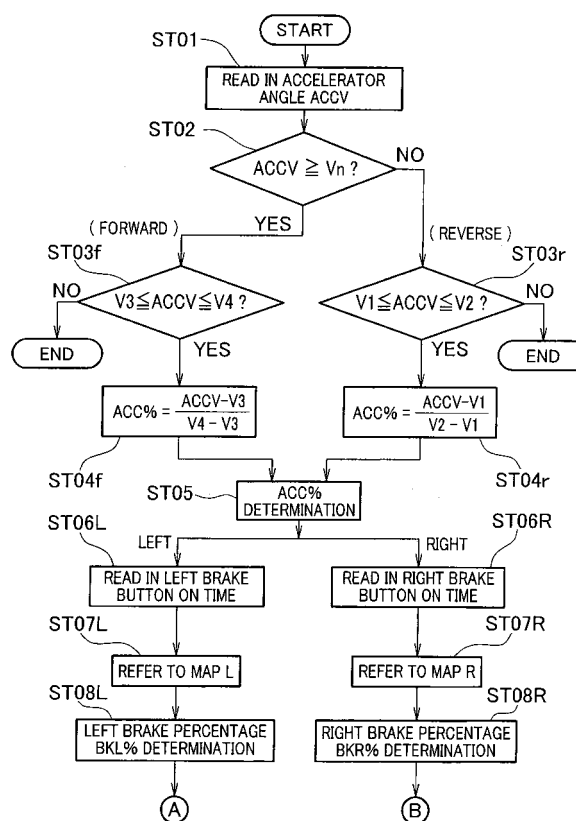 START
ST01
READ IN ACCELERATOR
ANGLE ACCV
ST02
ACCV ≧ Vn ?
NO
YES
(FORWARD)
(REVERSE)
ST03f
ST03r
NO
V3≦ACCV≦V4 ?
V1≦ACCV≦V2 ?
NO
END
YES
YES
END
ACC% = ACCV-V3
V4 - V3
ACC% = ACCV-V1
V2 - V1
ST04f
ST04r
ST05
ACC%
DETERMINATION
ST06L
LEFT
RIGHT
ST06R
READ IN LEFT BRAKE
BUTTON ON TIME
READ IN RIGHT BRAKE
BUTTON ON TIME
ST07L
ST07R
REFER TO MAP L
REFER TO MAP R
ST08L
ST08R
LEFT BRAKE PERCENTAGE
BKL% DETERMINATION
RIGHT BRAKE PERCENTAGE
BKR% DETERMINATION
A
B